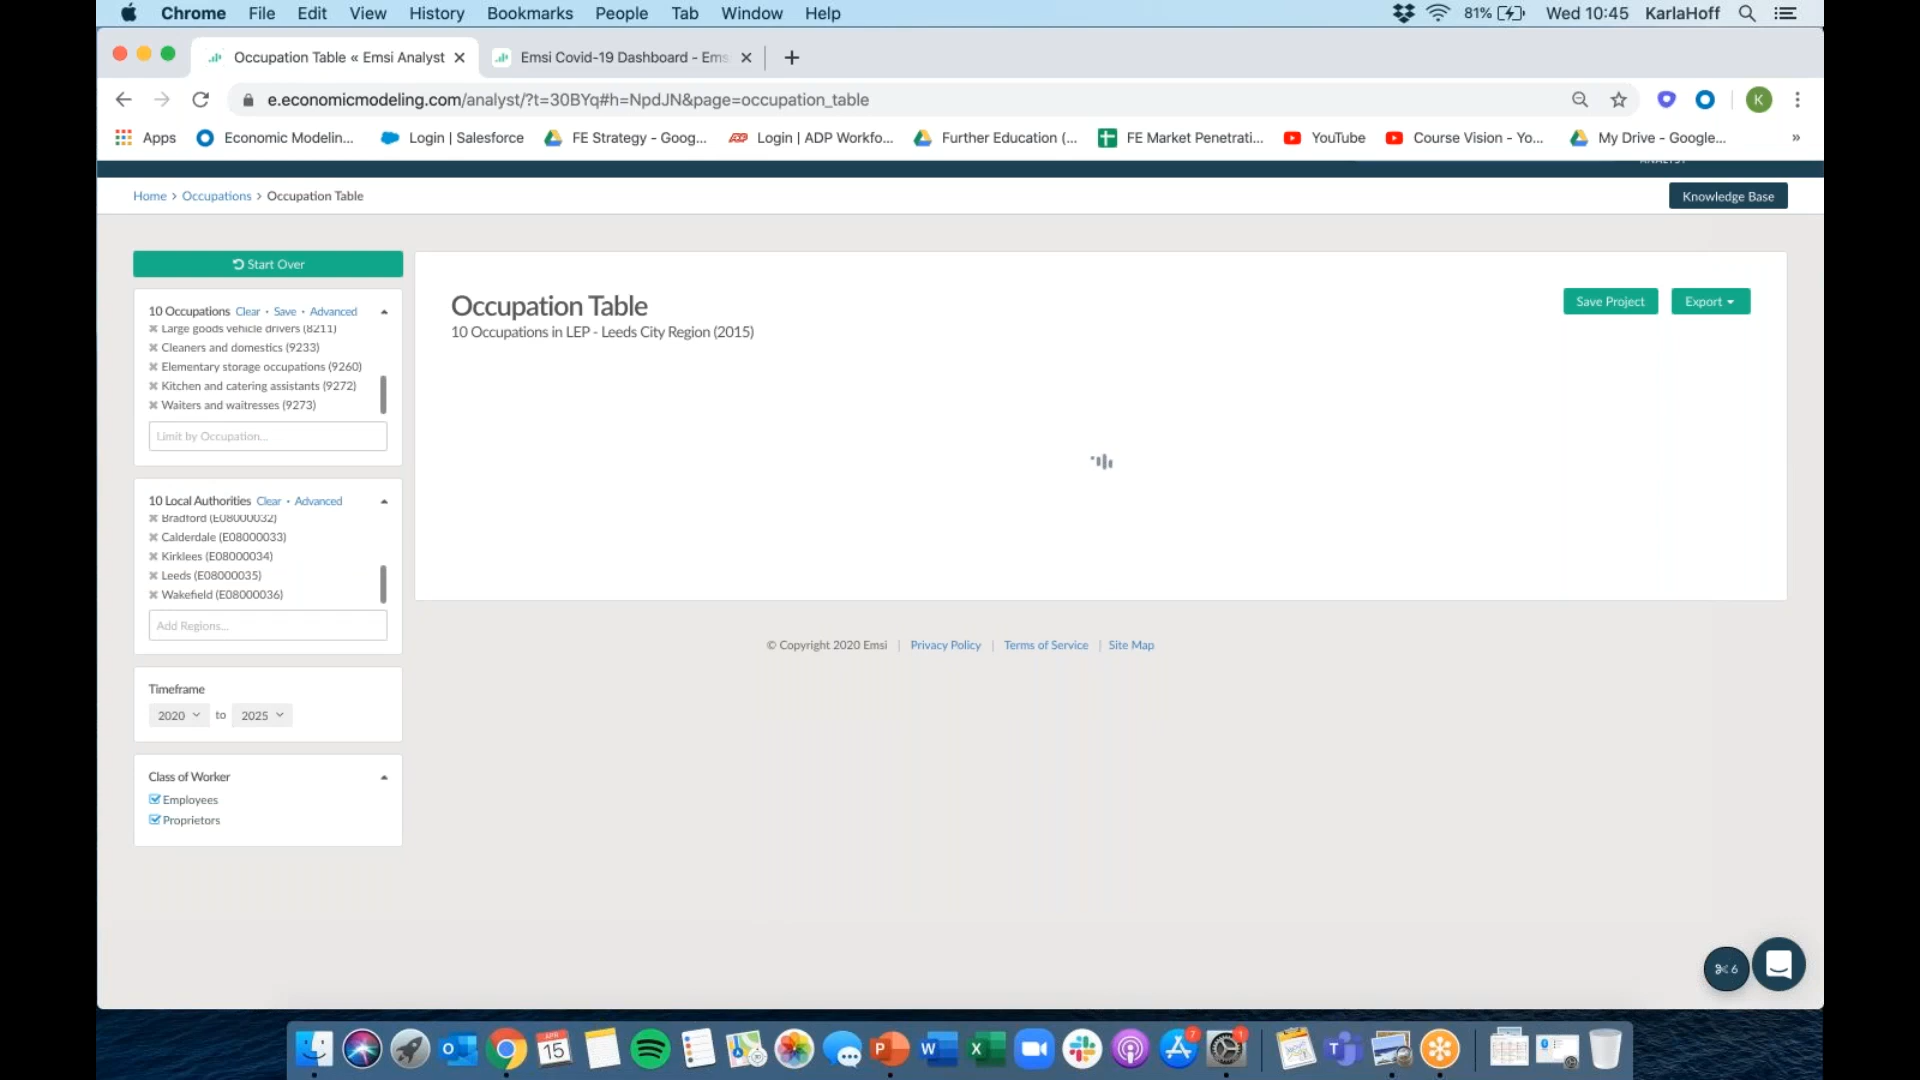 Chrome File Edit View History Bookmarks People Tab Window Help 81% Wed 10:45 KarlaHoff
Occupation Table « Emsi Analyst Emsi Covid-19 Dashboard - Ems
e.economicmodeling.com/analyst/?t=30BYq#h=NpdJN&page=occupation_table K
Apps Economic Modelin... Login | Salesforce FE Strategy - Goog... Login | ADP Workfo... Further Education (... FE Market Penetrati... YouTube Course Vision - Yo... My Drive - Google... »
Home > Occupations > Occupation Table Knowledge Base
Start Over
10 Occupations Clear · Save · Advanced
Large goods vehicle drivers (8211)
Cleaners and domestics (9233)
Elementary storage occupations (9260)
Kitchen and catering assistants (9272)
Waiters and waitresses (9273)
Limit by Occupation...
10 Local Authorities Clear · Advanced
Bradford (E08000032)
Calderdale (E08000033)
Kirklees (E08000034)
Leeds (E08000035)
Wakefield (E08000036)
Add Regions...
Timeframe
2020 to 2025
Class of Worker
Employees
Proprietors
Occupation Table
10 Occupations in LEP - Leeds City Region (2015)
Save Project Export
© Copyright 2020 Emsi | Privacy Policy | Terms of Service | Site Map
6
APR
15
7
1